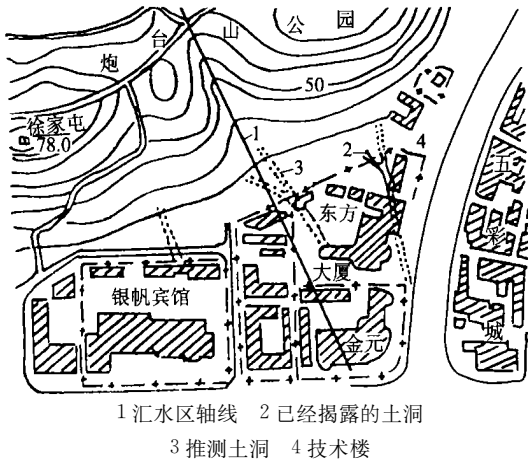 炮台山公园
50
徐家屯
78.0
1
2
4
3
东方
大厦
五彩城
银帆宾馆
金元
1 汇水区轴线 2 已经揭露的土洞
3 推测土洞 4 技术楼